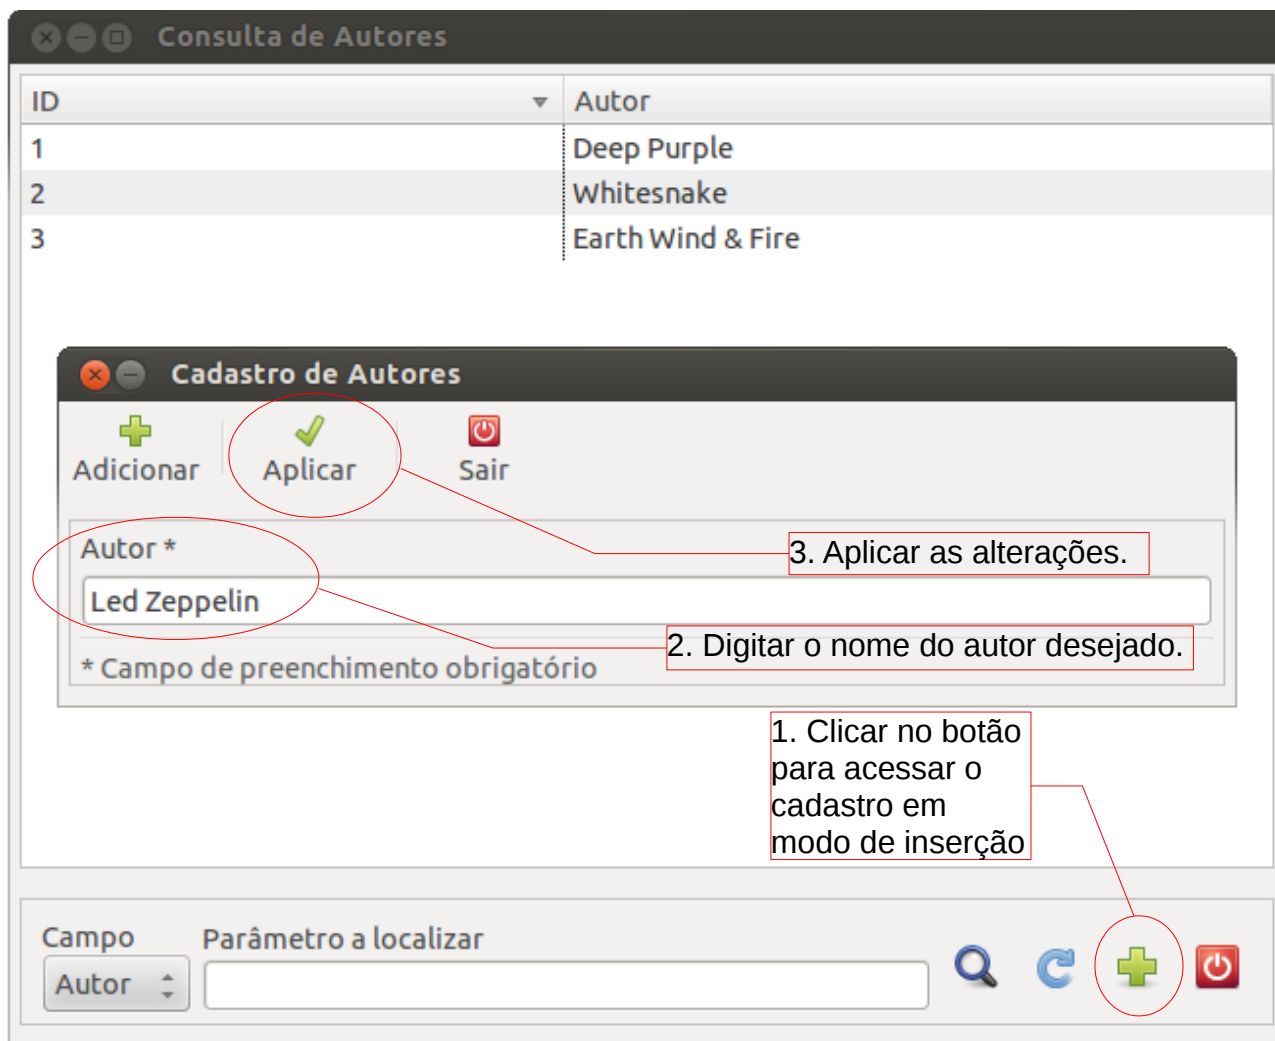 Consulta de Autores
ID Autor
1 Deep Purple
2 Whitesnake
3 Earth Wind & Fire
Cadastro de Autores
Adicionar Aplicar Sair
3. Aplicar as alterações.
Autor *
Led Zeppelin
2. Digitar o nome do autor desejado.
* Campo de preenchimento obrigatório
1. Clicar no botão
para acessar o
cadastro em
modo de inserção
Campo Parâmetro a localizar
Autor